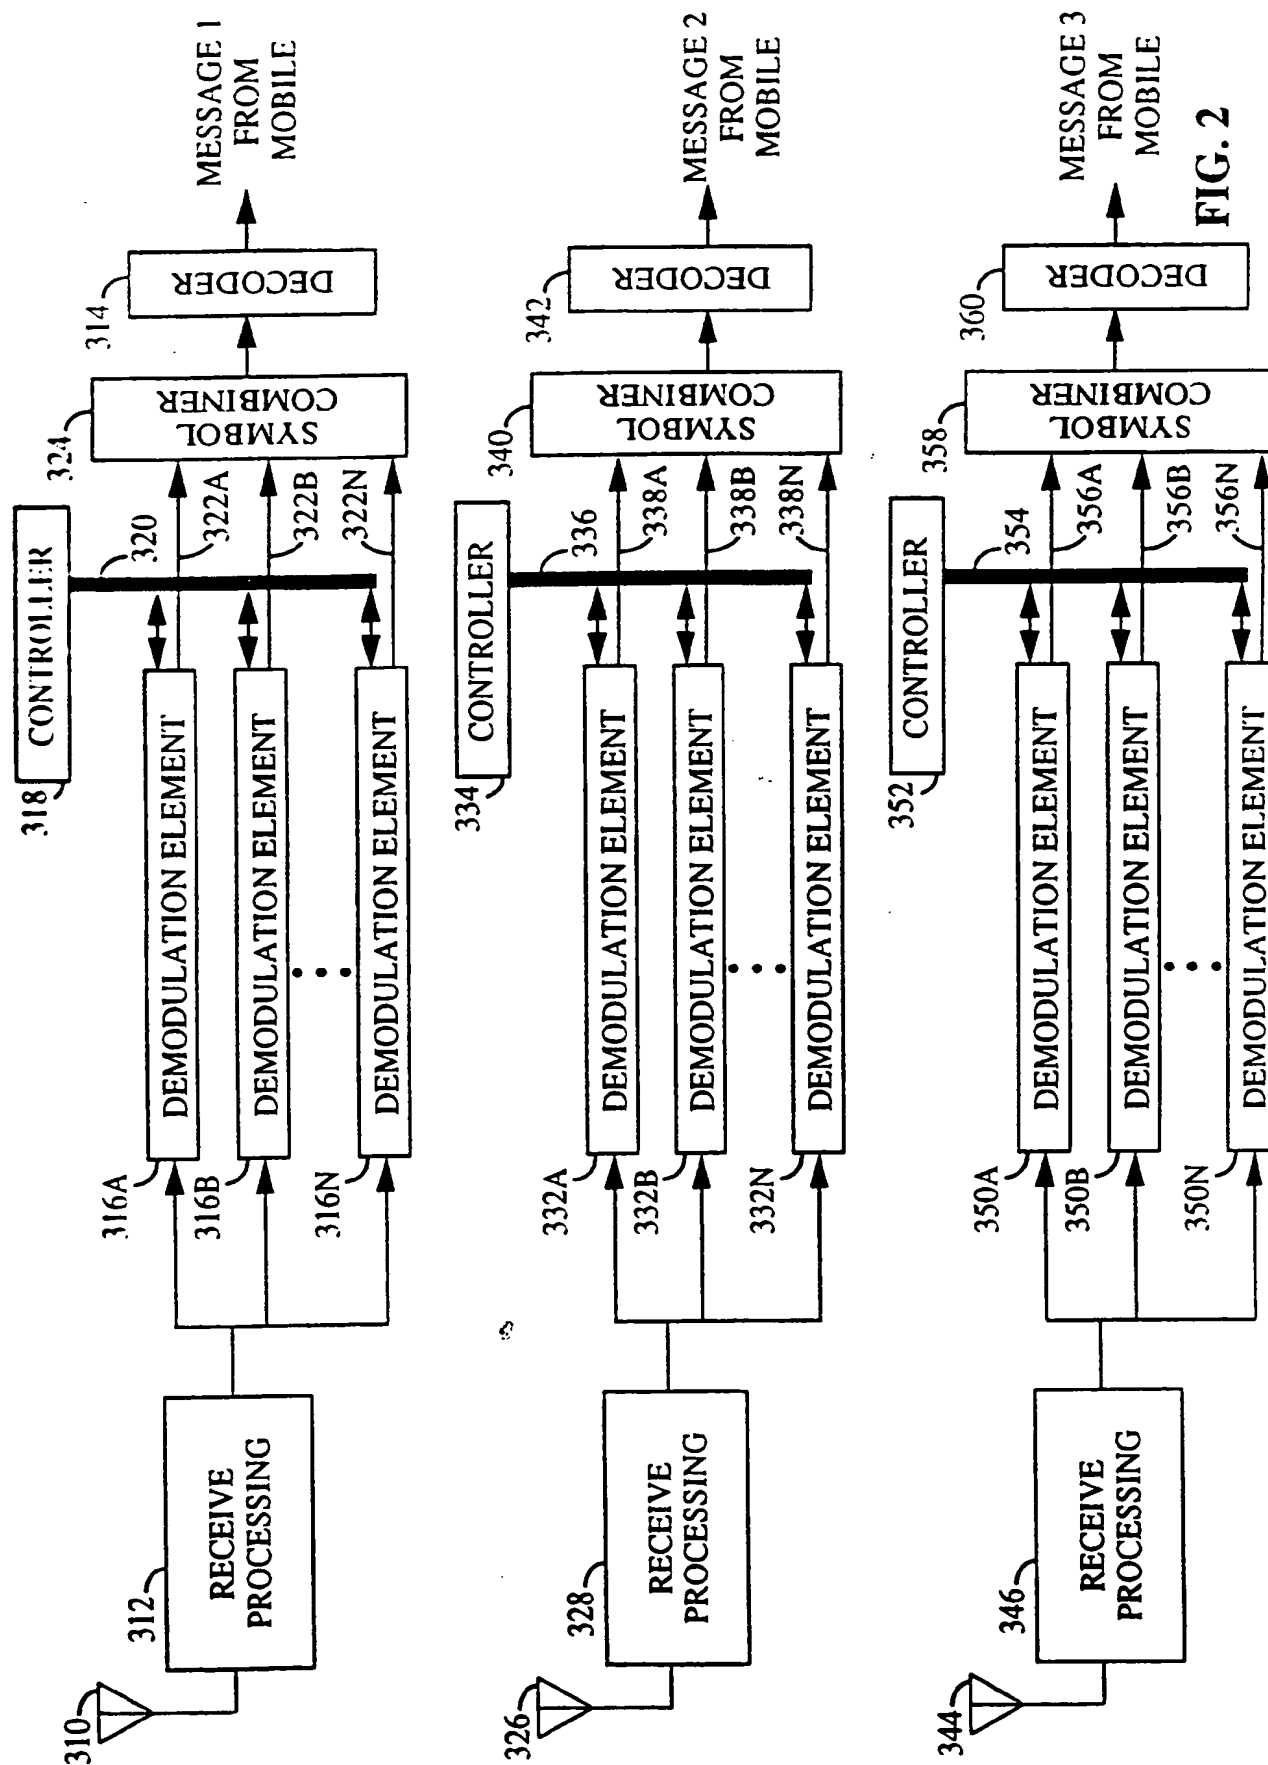 310
312
RECEIVE
PROCESSING
316A
DEMODULATION ELEMENT
316B
DEMODULATION ELEMENT
316N
DEMODULATION ELEMENT
318
CONTROLLER
320
322A
322B
322N
324
SYMBOL
COMBINER
314
DECODER
MESSAGE 1
FROM
MOBILE
326
328
RECEIVE
PROCESSING
332A
DEMODULATION ELEMENT
332B
DEMODULATION ELEMENT
332N
DEMODULATION ELEMENT
334
CONTROLLER
336
338A
338B
338N
340
SYMBOL
COMBINER
342
DECODER
MESSAGE 2
FROM
MOBILE
344
346
RECEIVE
PROCESSING
350A
DEMODULATION ELEMENT
350B
DEMODULATION ELEMENT
350N
DEMODULATION ELEMENT
352
CONTROLLER
354
356A
356B
356N
358
SYMBOL
COMBINER
360
DECODER
MESSAGE 3
FROM
MOBILE
FIG. 2